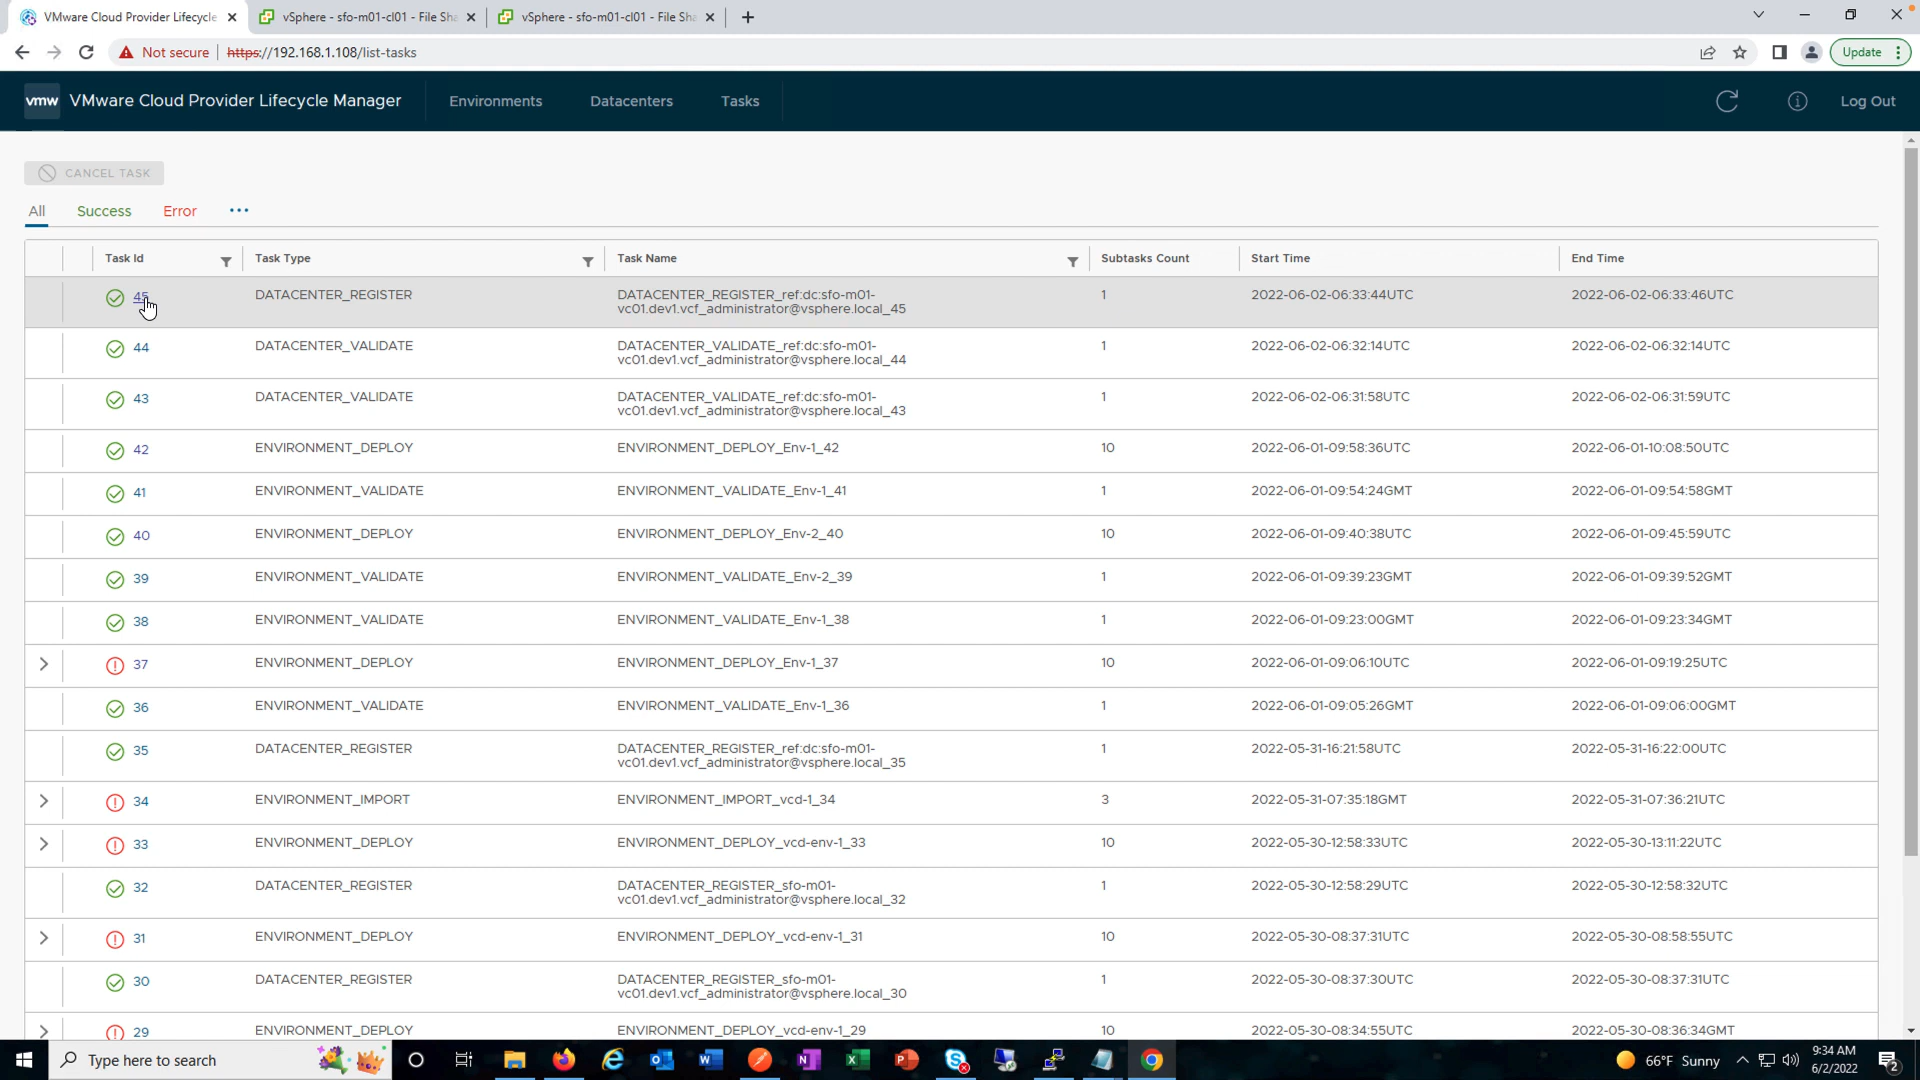 VMware Cloud Provider Lifecycle
vSphere - sfo-m01-cl01 - File Sha
vSphere - sfo-m01-cl01 - File Sha
Not secure https://192.168.1.108/list-tasks Update
vmw VMware Cloud Provider Lifecycle Manager Environments Datacenters Tasks Log Out
CANCEL TASK
All Success Error
Task Id Task Type Task Name Subtasks Count Start Time End Time
45 DATACENTER_REGISTER DATACENTER_REGISTER_ref:dc:sfo-m01- 1 2022-06-02-06:33:44UTC 2022-06-02-06:33:46UTC
vc01.dev1.vcf_administrator@vsphere.local_45
44 DATACENTER_VALIDATE DATACENTER_VALIDATE_ref:dc:sfo-m01- 1 2022-06-02-06:32:14UTC 2022-06-02-06:32:14UTC
vc01.dev1.vcf_administrator@vsphere.local_44
43 DATACENTER_VALIDATE DATACENTER_VALIDATE_ref:dc:sfo-m01- 1 2022-06-02-06:31:58UTC 2022-06-02-06:31:59UTC
vc01.dev1.vcf_administrator@vsphere.local_43
42 ENVIRONMENT_DEPLOY ENVIRONMENT_DEPLOY_Env-1_42 10 2022-06-01-09:58:36UTC 2022-06-01-10:08:50UTC
41 ENVIRONMENT_VALIDATE ENVIRONMENT_VALIDATE_Env-1_41 1 2022-06-01-09:54:24GMT 2022-06-01-09:54:58GMT
40 ENVIRONMENT_DEPLOY ENVIRONMENT_DEPLOY_Env-2_40 10 2022-06-01-09:40:38UTC 2022-06-01-09:45:59UTC
39 ENVIRONMENT_VALIDATE ENVIRONMENT_VALIDATE_Env-2_39 1 2022-06-01-09:39:23GMT 2022-06-01-09:39:52GMT
38 ENVIRONMENT_VALIDATE ENVIRONMENT_VALIDATE_Env-1_38 1 2022-06-01-09:23:00GMT 2022-06-01-09:23:34GMT
37 ENVIRONMENT_DEPLOY ENVIRONMENT_DEPLOY_Env-1_37 10 2022-06-01-09:06:10UTC 2022-06-01-09:19:25UTC
36 ENVIRONMENT_VALIDATE ENVIRONMENT_VALIDATE_Env-1_36 1 2022-06-01-09:05:26GMT 2022-06-01-09:06:00GMT
35 DATACENTER_REGISTER DATACENTER_REGISTER_ref:dc:sfo-m01- 1 2022-05-31-16:21:58UTC 2022-05-31-16:22:00UTC
vc01.dev1.vcf_administrator@vsphere.local_35
34 ENVIRONMENT_IMPORT ENVIRONMENT_IMPORT_vcd-1_34 3 2022-05-31-07:35:18GMT 2022-05-31-07:36:21UTC
33 ENVIRONMENT_DEPLOY ENVIRONMENT_DEPLOY_vcd-env-1_33 10 2022-05-30-12:58:33UTC 2022-05-30-13:11:22UTC
32 DATACENTER_REGISTER DATACENTER_REGISTER_sfo-m01- 1 2022-05-30-12:58:29UTC 2022-05-30-12:58:32UTC
vc01.dev1.vcf_administrator@vsphere.local_32
31 ENVIRONMENT_DEPLOY ENVIRONMENT_DEPLOY_vcd-env-1_31 10 2022-05-30-08:37:31UTC 2022-05-30-08:58:55UTC
30 DATACENTER_REGISTER DATACENTER_REGISTER_sfo-m01- 1 2022-05-30-08:37:30UTC 2022-05-30-08:37:31UTC
vc01.dev1.vcf_administrator@vsphere.local_30
29 ENVIRONMENT_DEPLOY ENVIRONMENT_DEPLOY_vcd-env-1_29 10 2022-05-30-08:34:55UTC 2022-05-30-08:36:34GMT
Type here to search 66°F Sunny 9:34 AM
6/2/2022 2